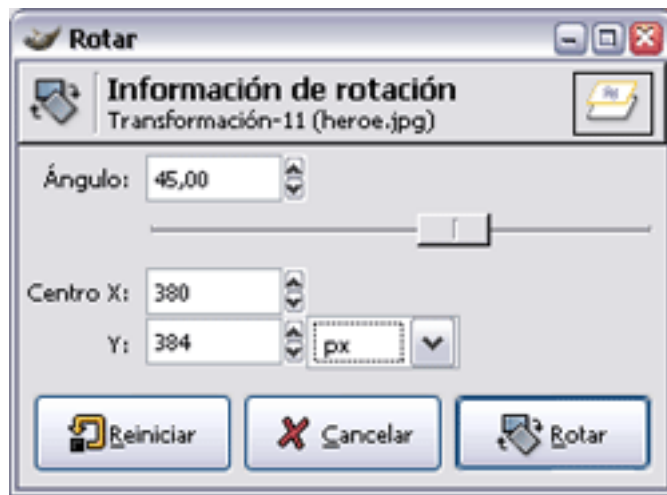 Rotar
Información de rotación
Transformación-11 (heroe.jpg)
Ángulo: 45,00
Centro X: 380
Y: 384 px
Reiniciar Cancelar Rotar